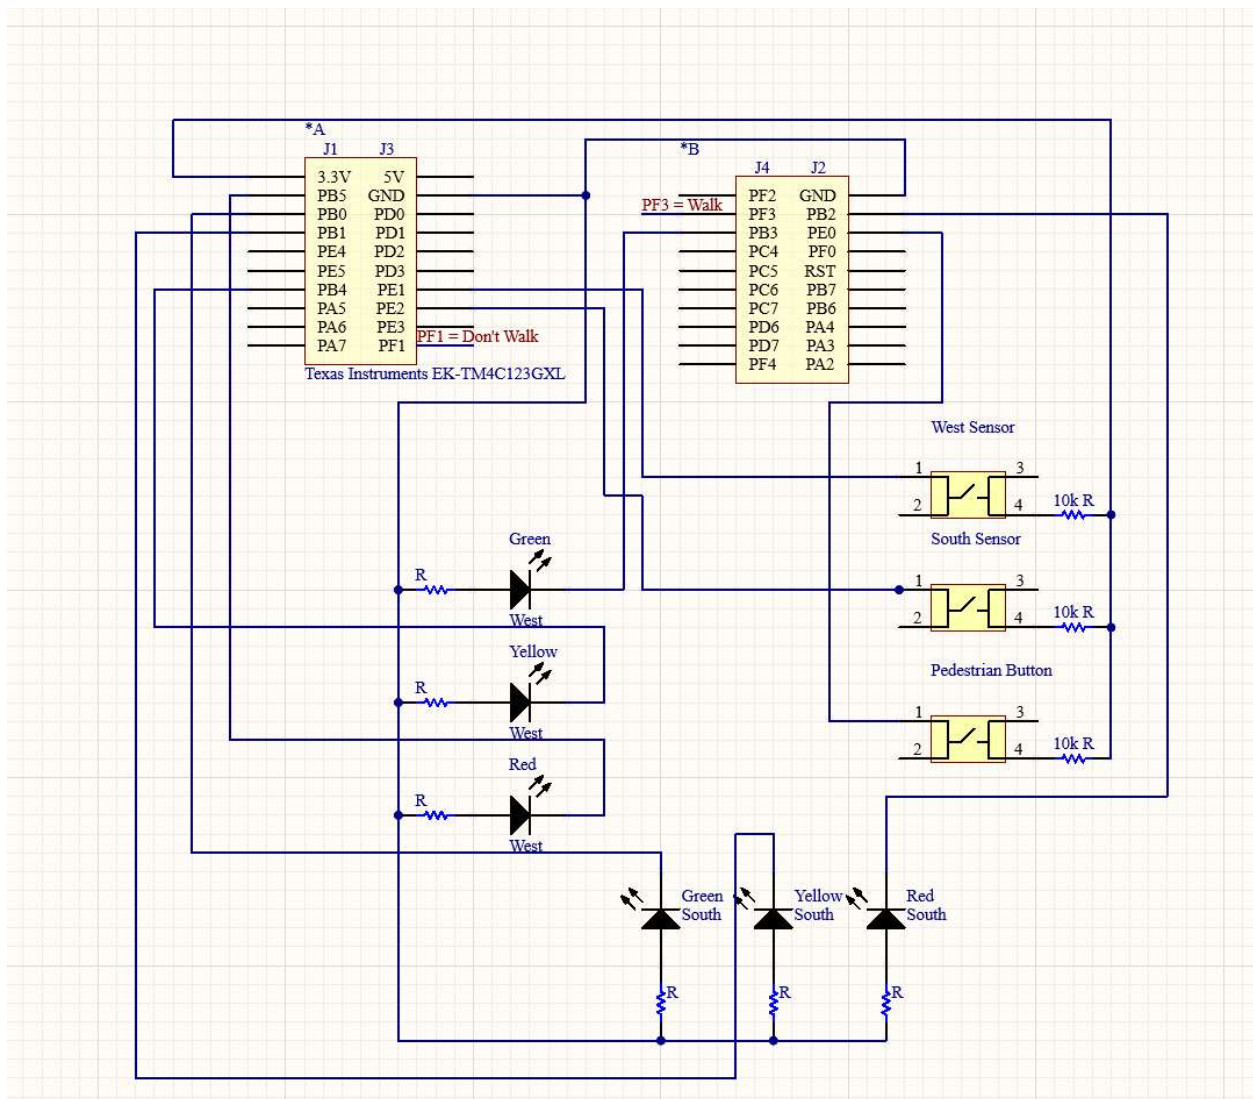 *A
J1 J3
3.3V 5V
PB5 GND
PB0 PD0
PB1 PD1
PE4 PD2
PE5 PD3
PB4 PE1
PA5 PE2
PA6 PE3
PA7 PF1
PF1 = Don't Walk
Texas Instruments EK-TM4C123GXL
*B
J4 J2
PF3 = Walk
PF2 GND
PF3 PB2
PB3 PE0
PC4 PF0
PC5 RST
PC6 PB7
PC7 PB6
PD6 PA4
PD7 PA3
PF4 PA2
West Sensor
1 3
2 4
10k R
South Sensor
1 3
2 4
10k R
Pedestrian Button
1 3
2 4
10k R
Green
R
West
Yellow
R
West
Red
R
West
Green
South
R
Yellow
South
R
Red
South
R